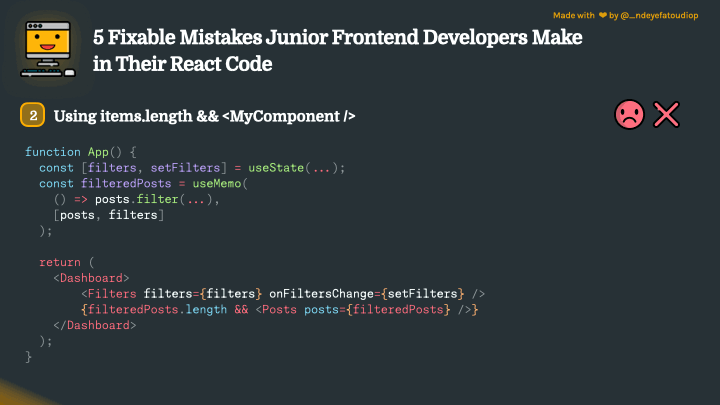 Made with ❤ by @_ndeyefatoudiop
5 Fixable Mistakes Junior Frontend Developers Make
in Their React Code
2 Using items.length && <MyComponent />
function App() {
  const [filters, setFilters] = useState(...);
  const filteredPosts = useMemo(
    () => posts.filter(...),
    [posts, filters]
  );

  return (
    <Dashboard>
        <Filters filters={filters} onFiltersChange={setFilters} />
        {filteredPosts.length && <Posts posts={filteredPosts} />}
    </Dashboard>
  );
}